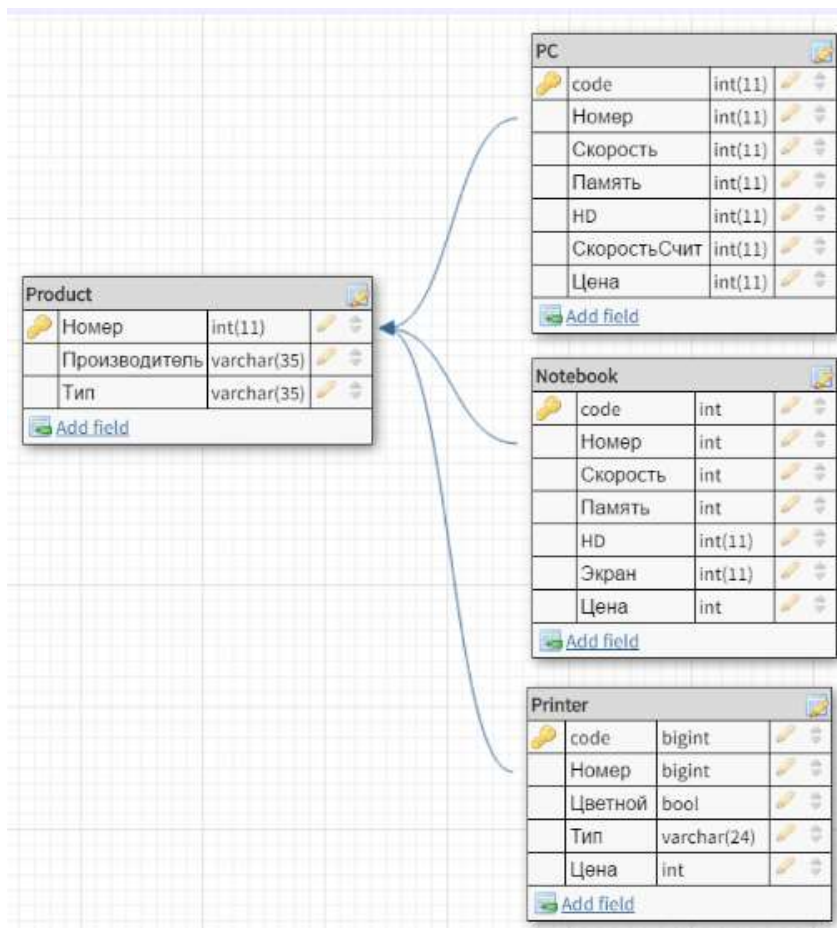 PC
code int(11)
Номер int(11)
Скорость int(11)
Память int(11)
HD int(11)
СкоростьСчит int(11)
Цена int(11)
Add field
Product
Номер int(11)
Производитель varchar(35)
Тип varchar(35)
Add field
Notebook
code int
Номер int
Скорость int
Память int
HD int(11)
Экран int(11)
Цена int
Add field
Printer
code bigint
Номер bigint
Цветной bool
Тип varchar(24)
Цена int
Add field